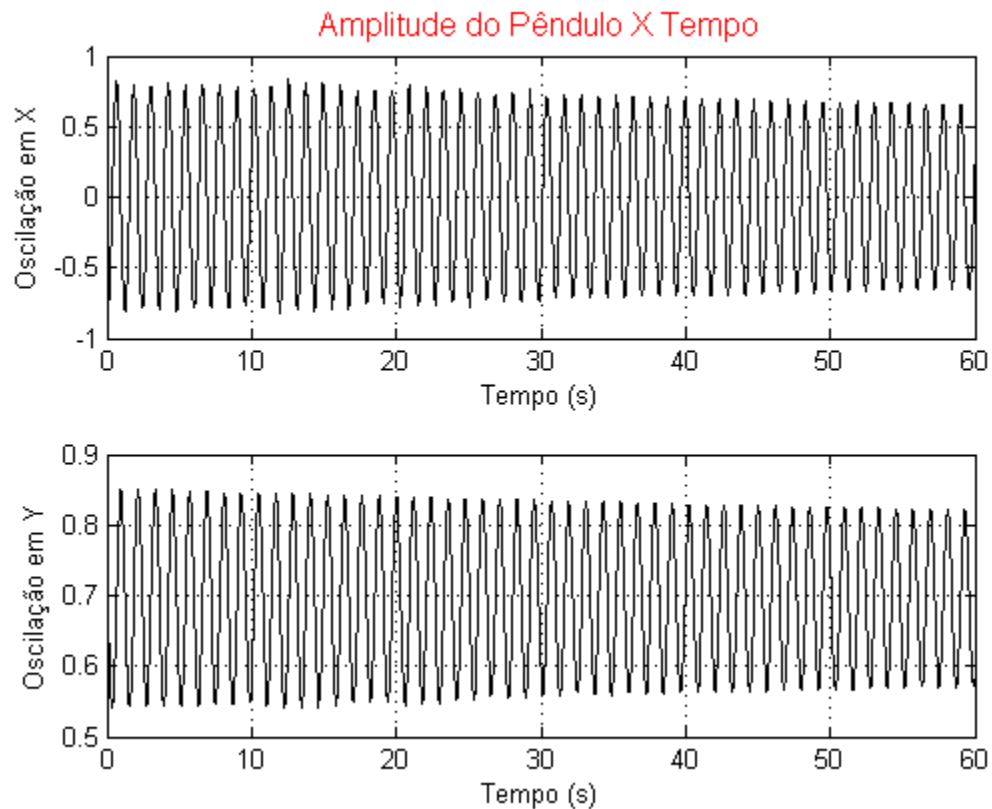 Amplitude do Pêndulo X Tempo
1
0.5
0
-0.5
-1
Oscilação em X
0 10 20 30 40 50 60
Tempo (s)
0.9
0.8
0.7
0.6
0.5
Oscilação em Y
0 10 20 30 40 50 60
Tempo (s)